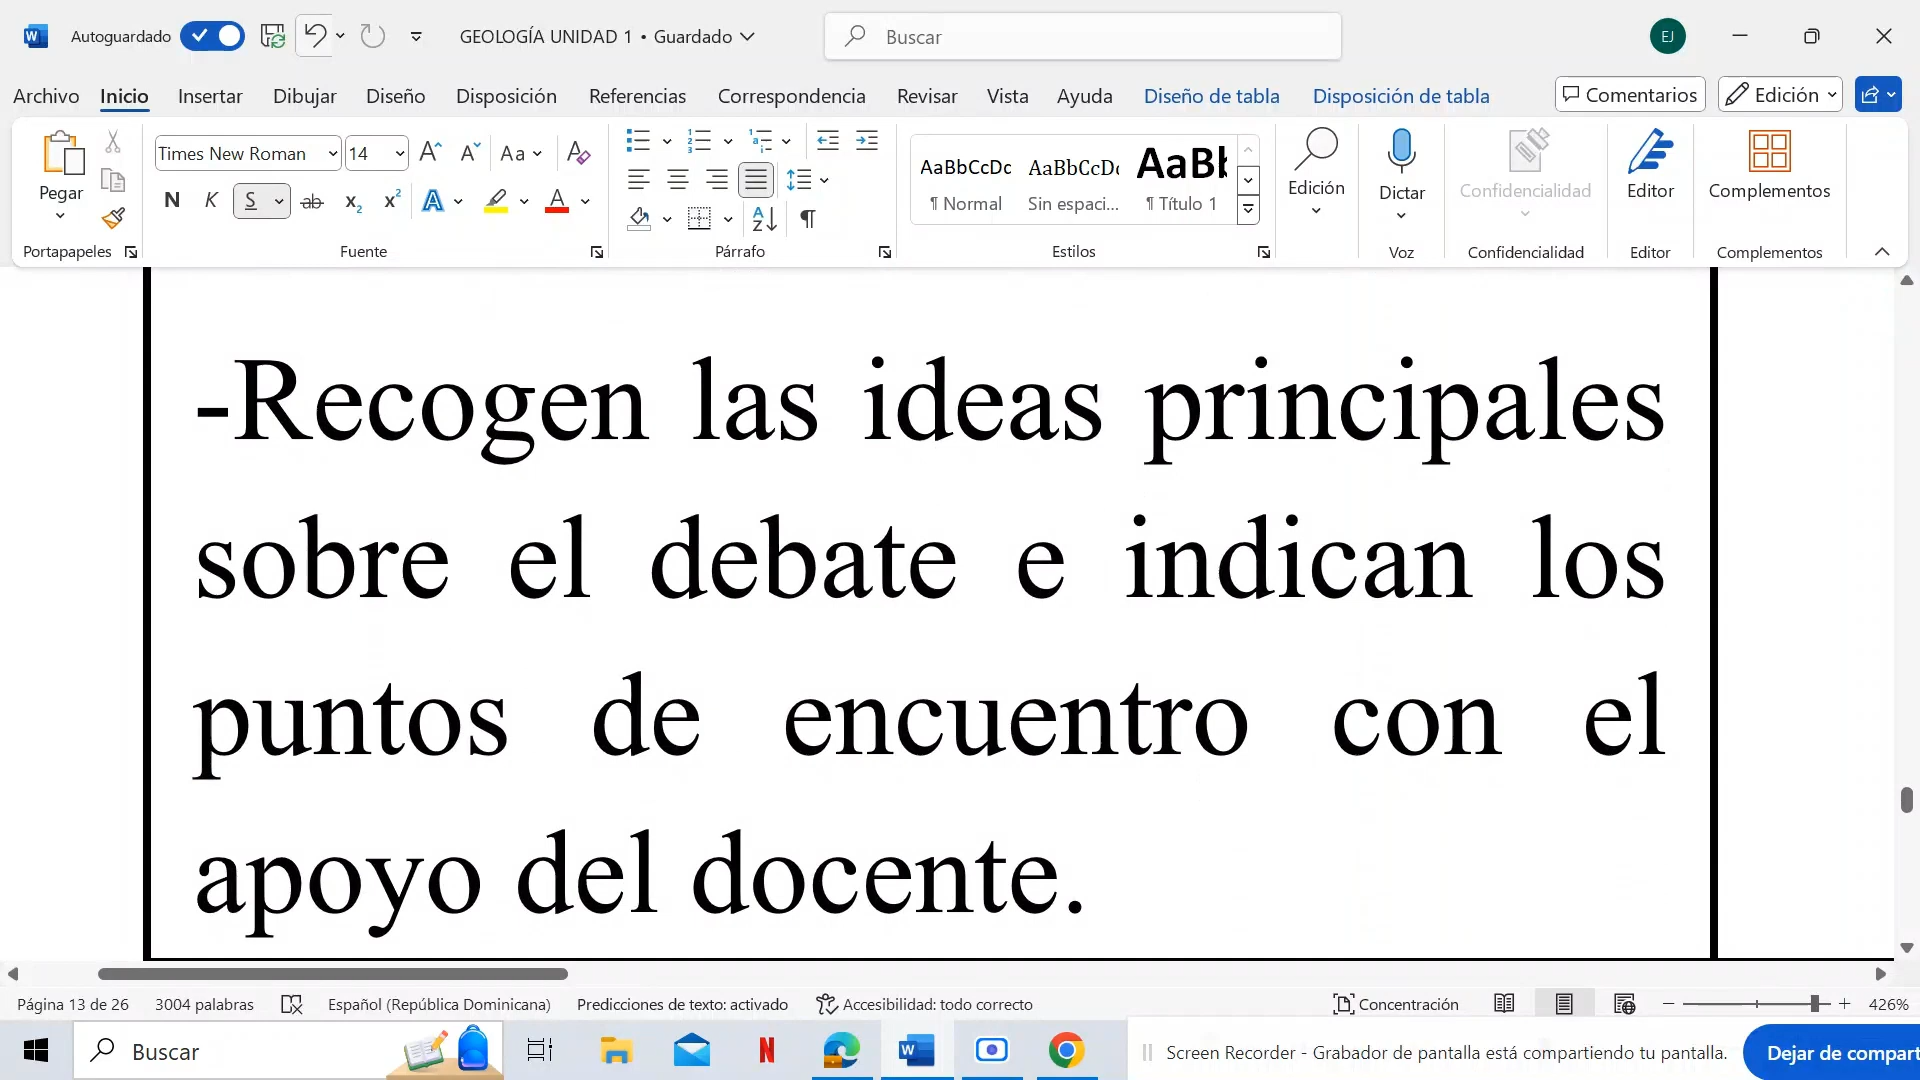 Autoguardado GEOLOGÍA UNIDAD 1 • Guardado Buscar EJ
Archivo Inicio Insertar Dibujar Diseño Disposición Referencias Correspondencia Revisar Vista Ayuda Diseño de tabla Disposición de tabla Comentarios Edición
Pegar Times New Roman 14 Aa AaBbCcDc AaBbCcDc AaBb Edición Dictar Confidencialidad Editor Complementos
N K S ab x₂ x² A A ¶ Normal Sin espaci... ¶ Título 1
Portapapeles Fuente Párrafo Estilos Voz Confidencialidad Editor Complementos
-Recogen las ideas principales
sobre el debate e indican los
puntos de encuentro con el
apoyo del docente.
Página 13 de 26 3004 palabras Español (República Dominicana) Predicciones de texto: activado Accesibilidad: todo correcto Concentración 426%
Buscar Screen Recorder - Grabador de pantalla está compartiendo tu pantalla. Dejar de compart